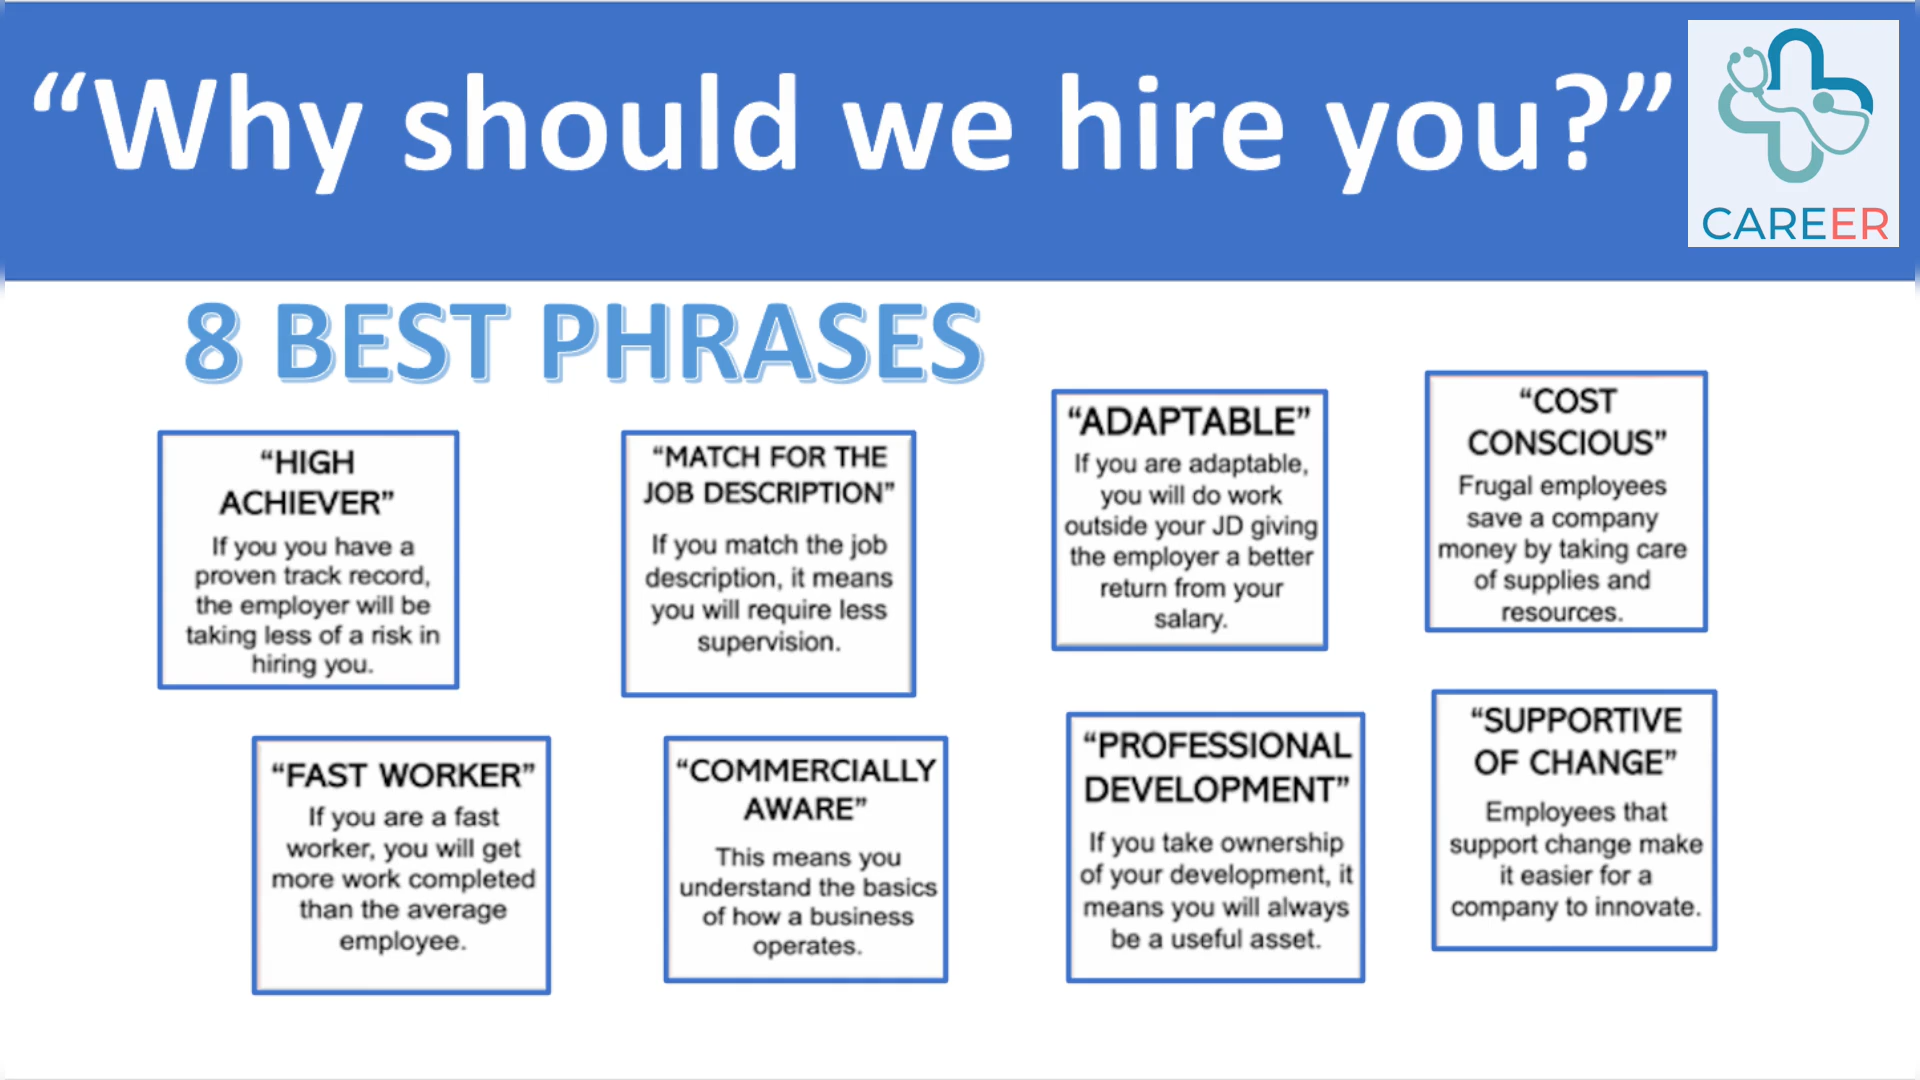 “Why should we hire you?”
CAREER
8 BEST PHRASES
“HIGH
ACHIEVER”
If you you have a
proven track record,
the employer will be
taking less of a risk in
hiring you.
“MATCH FOR THE
JOB DESCRIPTION”
If you match the job
description, it means
you will require less
supervision.
“ADAPTABLE”
If you are adaptable,
you will do work
outside your JD giving
the employer a better
return from your
salary.
“COST
CONSCIOUS”
Frugal employees
save a company
money by taking care
of supplies and
resources.
“FAST WORKER”
If you are a fast
worker, you will get
more work completed
than the average
employee.
“COMMERCIALLY
AWARE”
This means you
understand the basics
of how a business
operates.
“PROFESSIONAL
DEVELOPMENT”
If you take ownership
of your development, it
means you will always
be a useful asset.
“SUPPORTIVE
OF CHANGE”
Employees that
support change make
it easier for a
company to innovate.